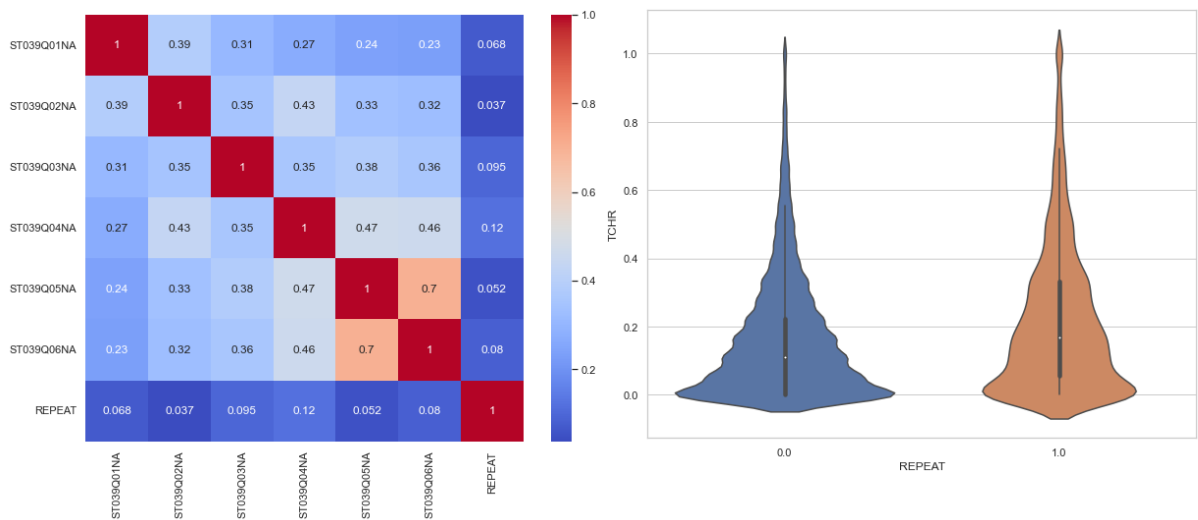 ST039Q01NA 1 0.39 0.31 0.27 0.24 0.23 0.068
ST039Q02NA 0.39 1 0.35 0.43 0.33 0.32 0.037
ST039Q03NA 0.31 0.35 1 0.35 0.38 0.36 0.095
ST039Q04NA 0.27 0.43 0.35 1 0.47 0.46 0.12
ST039Q05NA 0.24 0.33 0.38 0.47 1 0.7 0.052
ST039Q06NA 0.23 0.32 0.36 0.46 0.7 1 0.08
REPEAT 0.068 0.037 0.095 0.12 0.052 0.08 1
ST039Q01NA
ST039Q02NA
ST039Q03NA
ST039Q04NA
ST039Q05NA
ST039Q06NA
REPEAT
1.0
0.8
0.6
0.4
0.2
TCHR
1.0
0.8
0.6
0.4
0.2
0.0
0.0 1.0
REPEAT